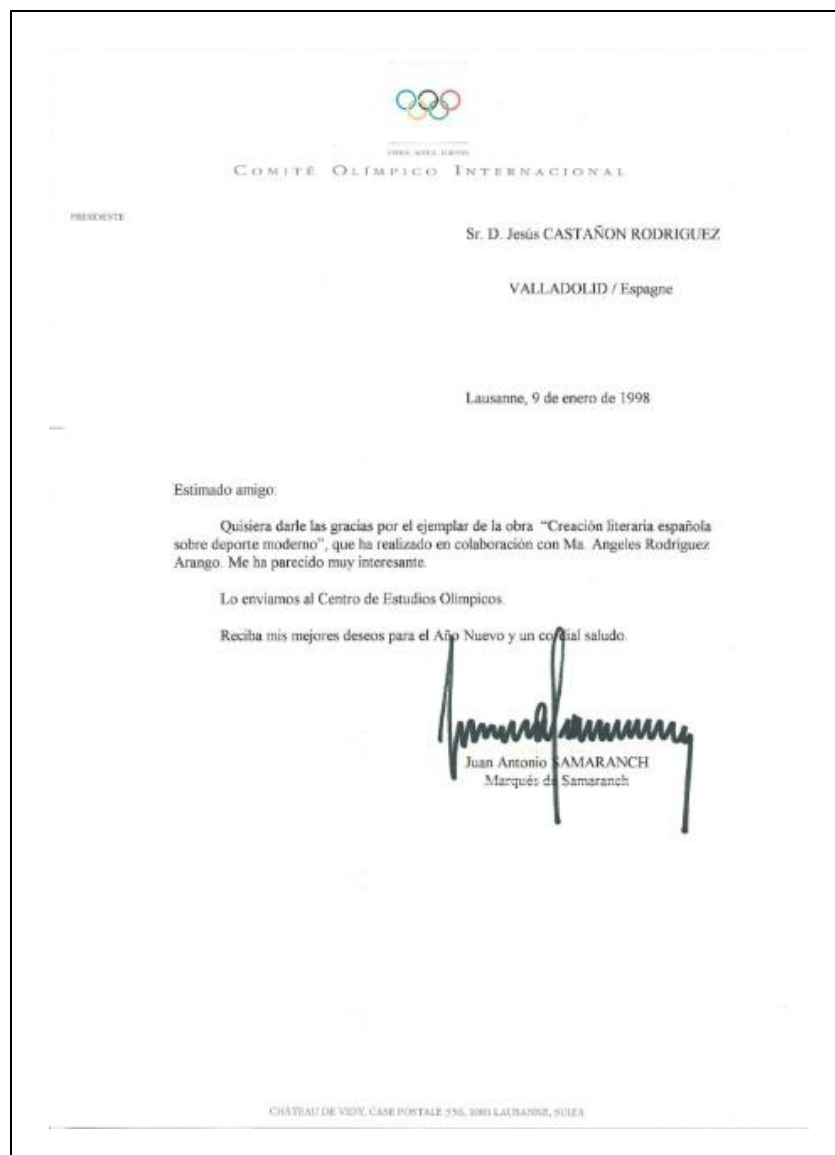 COMITÉ OLÍMPICO INTERNACIONAL
PRESIDENTE
Sr. D. Jesús CASTAÑON RODRIGUEZ
VALLADOLID / Espagne
Lausanne, 9 de enero de 1998
Estimado amigo:
Quisiera darle las gracias por el ejemplar de la obra "Creación literaria española
sobre deporte moderno", que ha realizado en colaboración con Ma. Angeles Rodríguez
Arango. Me ha parecido muy interesante.
Lo enviamos al Centro de Estudios Olímpicos.
Reciba mis mejores deseos para el Año Nuevo y un cordial saludo.
Juan Antonio SAMARANCH
Marqués de Samaranch
CHÂTEAU DE VIDY, CASE POSTALE 356, 1001 LAUSANNE, SUIZA